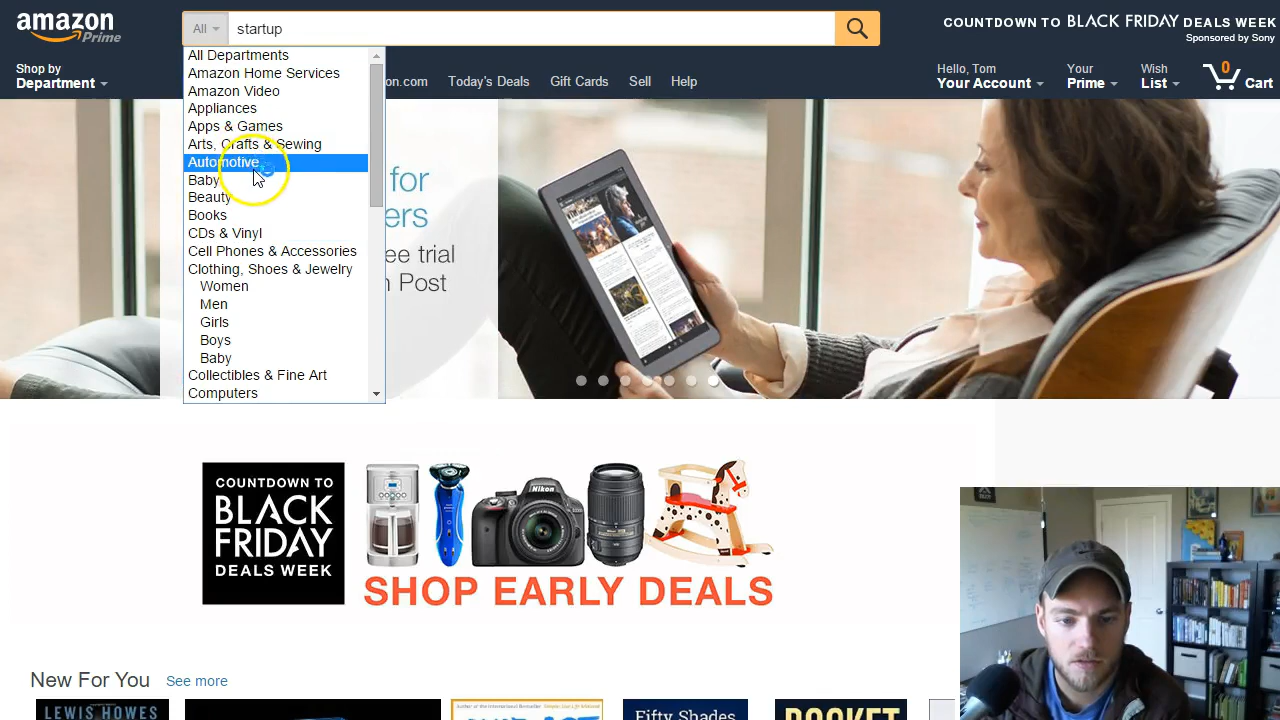 amazon
Prime
All
startup
COUNTDOWN TO BLACK FRIDAY DEALS WEEK
Sponsored by Sony
Shop by
Department
on.com
Today's Deals
Gift Cards
Sell
Help
Hello, Tom
Your Account
Your
Prime
Wish
List
0
Cart
All Departments
Amazon Home Services
Amazon Video
Appliances
Apps & Games
Arts, Crafts & Sewing
Automotive
Baby
Beauty
Books
CDs & Vinyl
Cell Phones & Accessories
Clothing, Shoes & Jewelry
Women
Men
Girls
Boys
Baby
Collectibles & Fine Art
Computers
for
ers
ee trial
Post
COUNTDOWN TO
BLACK
FRIDAY
DEALS WEEK
Nikon
SHOP EARLY DEALS
New For You
See more
LEWIS HOWES
Fifty Shades